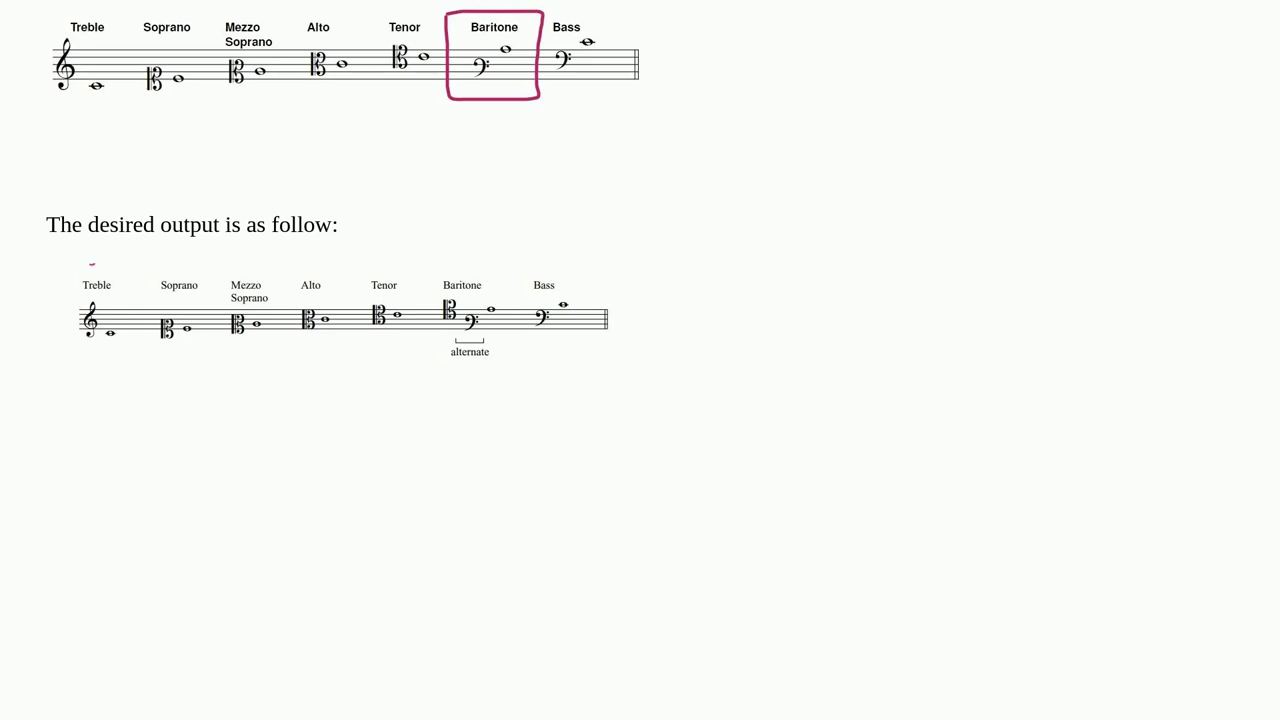 Treble Soprano Mezzo Alto Tenor Baritone Bass
Soprano
The desired output is as follow:
Treble Soprano Mezzo Alto Tenor Baritone Bass
Soprano
alternate